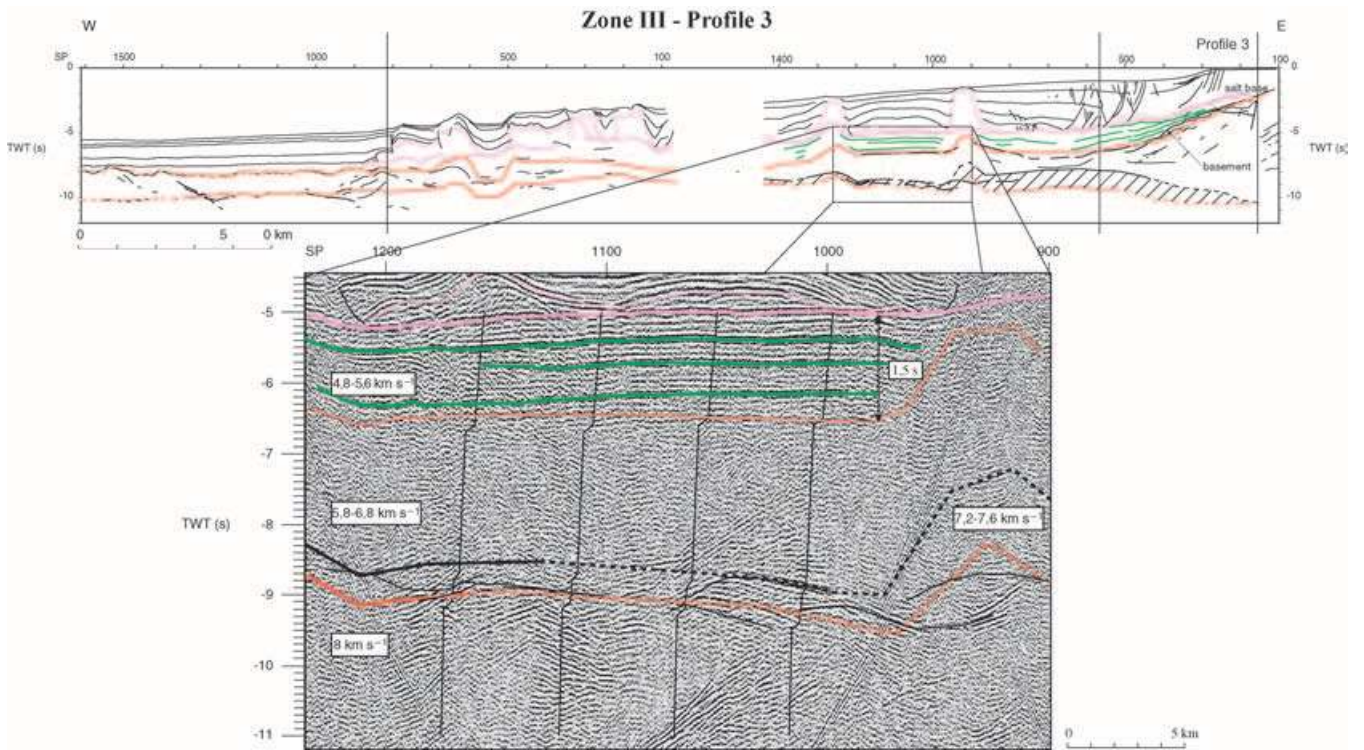 Zone III - Profile 3
W E
Profile 3
SP 1500 1000 500 100 1400 1000 500 100
0 0
salt base
TWT (s) -5 -5 TWT (s)
basement
-10 -10
0 5 0 km
SP 1200 1100 1000 900
-5
1,5 s
-6
4,8-5,6 km s⁻¹
-7
5,8-6,8 km s⁻¹ 7,2-7,6 km s⁻¹
TWT (s) -8
-9
8 km s⁻¹
-10
-11
0 5 km